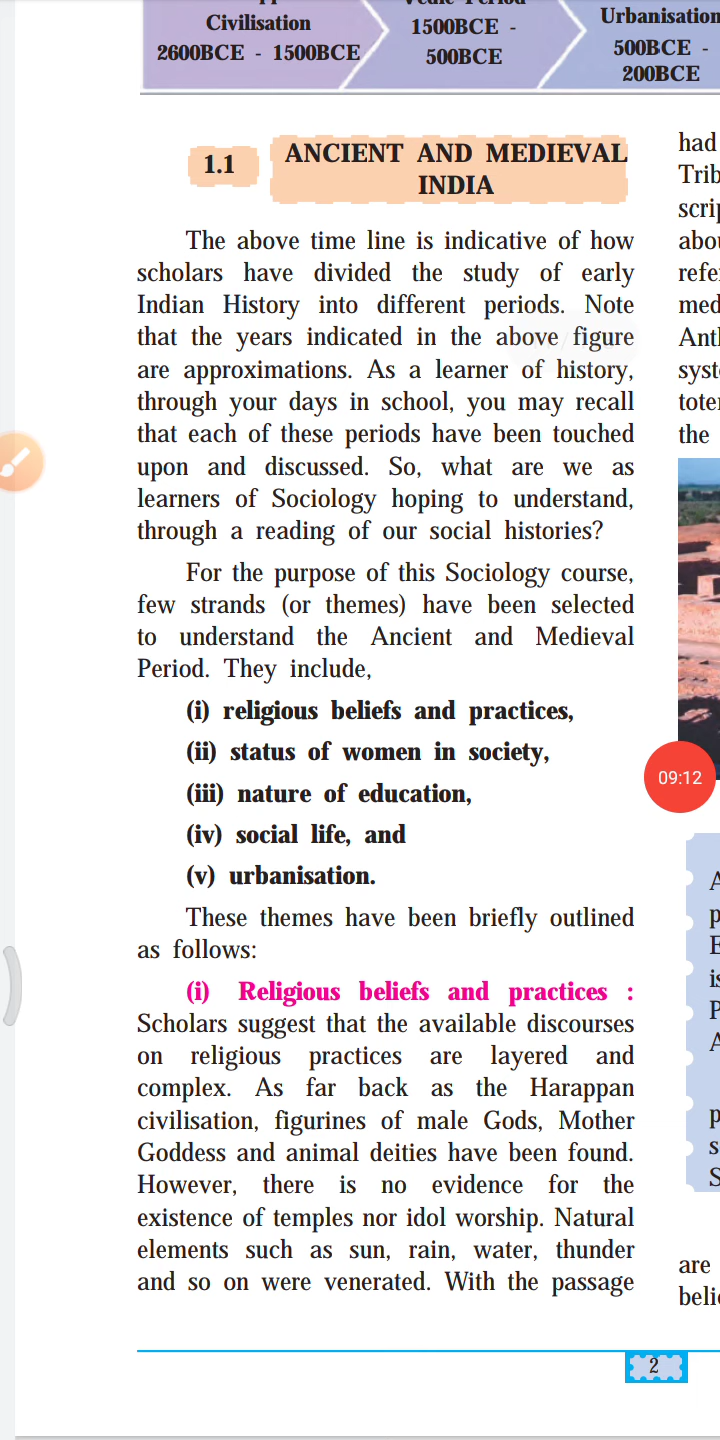 Civilisation
2600BCE - 1500BCE
Vedic Period
1500BCE -
500BCE
Urbanisation
500BCE -
200BCE
1.1
ANCIENT AND MEDIEVAL
INDIA
The above time line is indicative of how
scholars have divided the study of early
Indian History into different periods. Note
that the years indicated in the above figure
are approximations. As a learner of history,
through your days in school, you may recall
that each of these periods have been touched
upon and discussed. So, what are we as
learners of Sociology hoping to understand,
through a reading of our social histories?
For the purpose of this Sociology course,
few strands (or themes) have been selected
to understand the Ancient and Medieval
Period. They include,
(i) religious beliefs and practices,
(ii) status of women in society,
(iii) nature of education,
(iv) social life, and
(v) urbanisation.
These themes have been briefly outlined
as follows:
(i) Religious beliefs and practices :
Scholars suggest that the available discourses
on religious practices are layered and
complex. As far back as the Harappan
civilisation, figurines of male Gods, Mother
Goddess and animal deities have been found.
However, there is no evidence for the
existence of temples nor idol worship. Natural
elements such as sun, rain, water, thunder
and so on were venerated. With the passage
had
the
09:12
are
2